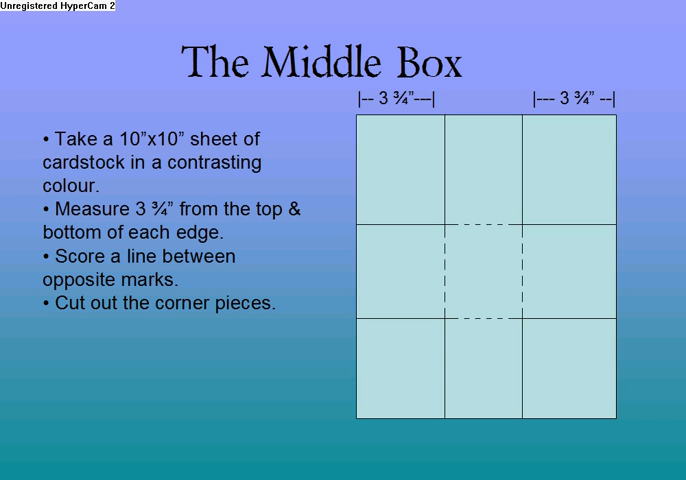 Unregistered HyperCam 2
The Middle Box
|-- 3 ¾”---|
|--- 3 ¾” --|
• Take a 10”x10” sheet of
cardstock in a contrasting
colour.
• Measure 3 ¾” from the top &
bottom of each edge.
• Score a line between
opposite marks.
• Cut out the corner pieces.